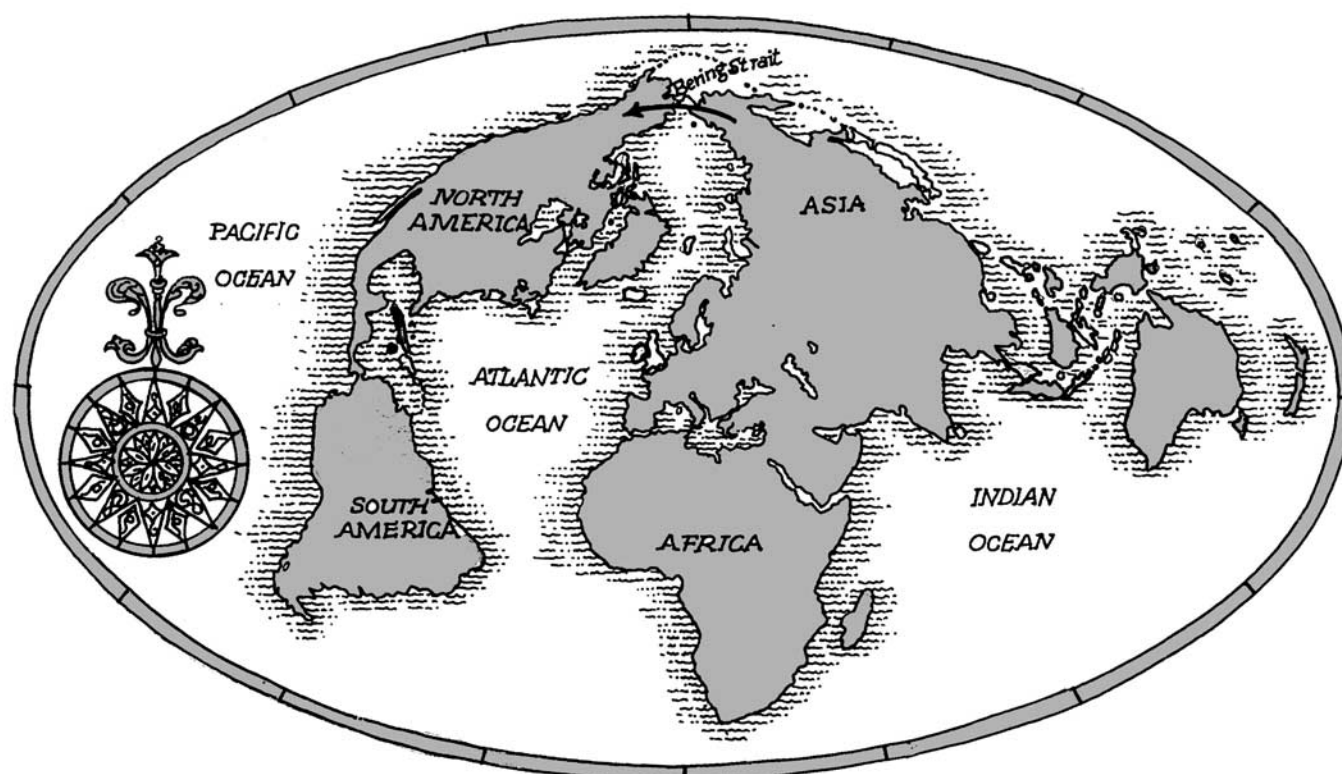 Bering Strait
NORTH
AMERICA
ASIA
PACIFIC
OCEAN
ATLANTIC
OCEAN
SOUTH
AMERICA
AFRICA
INDIAN
OCEAN